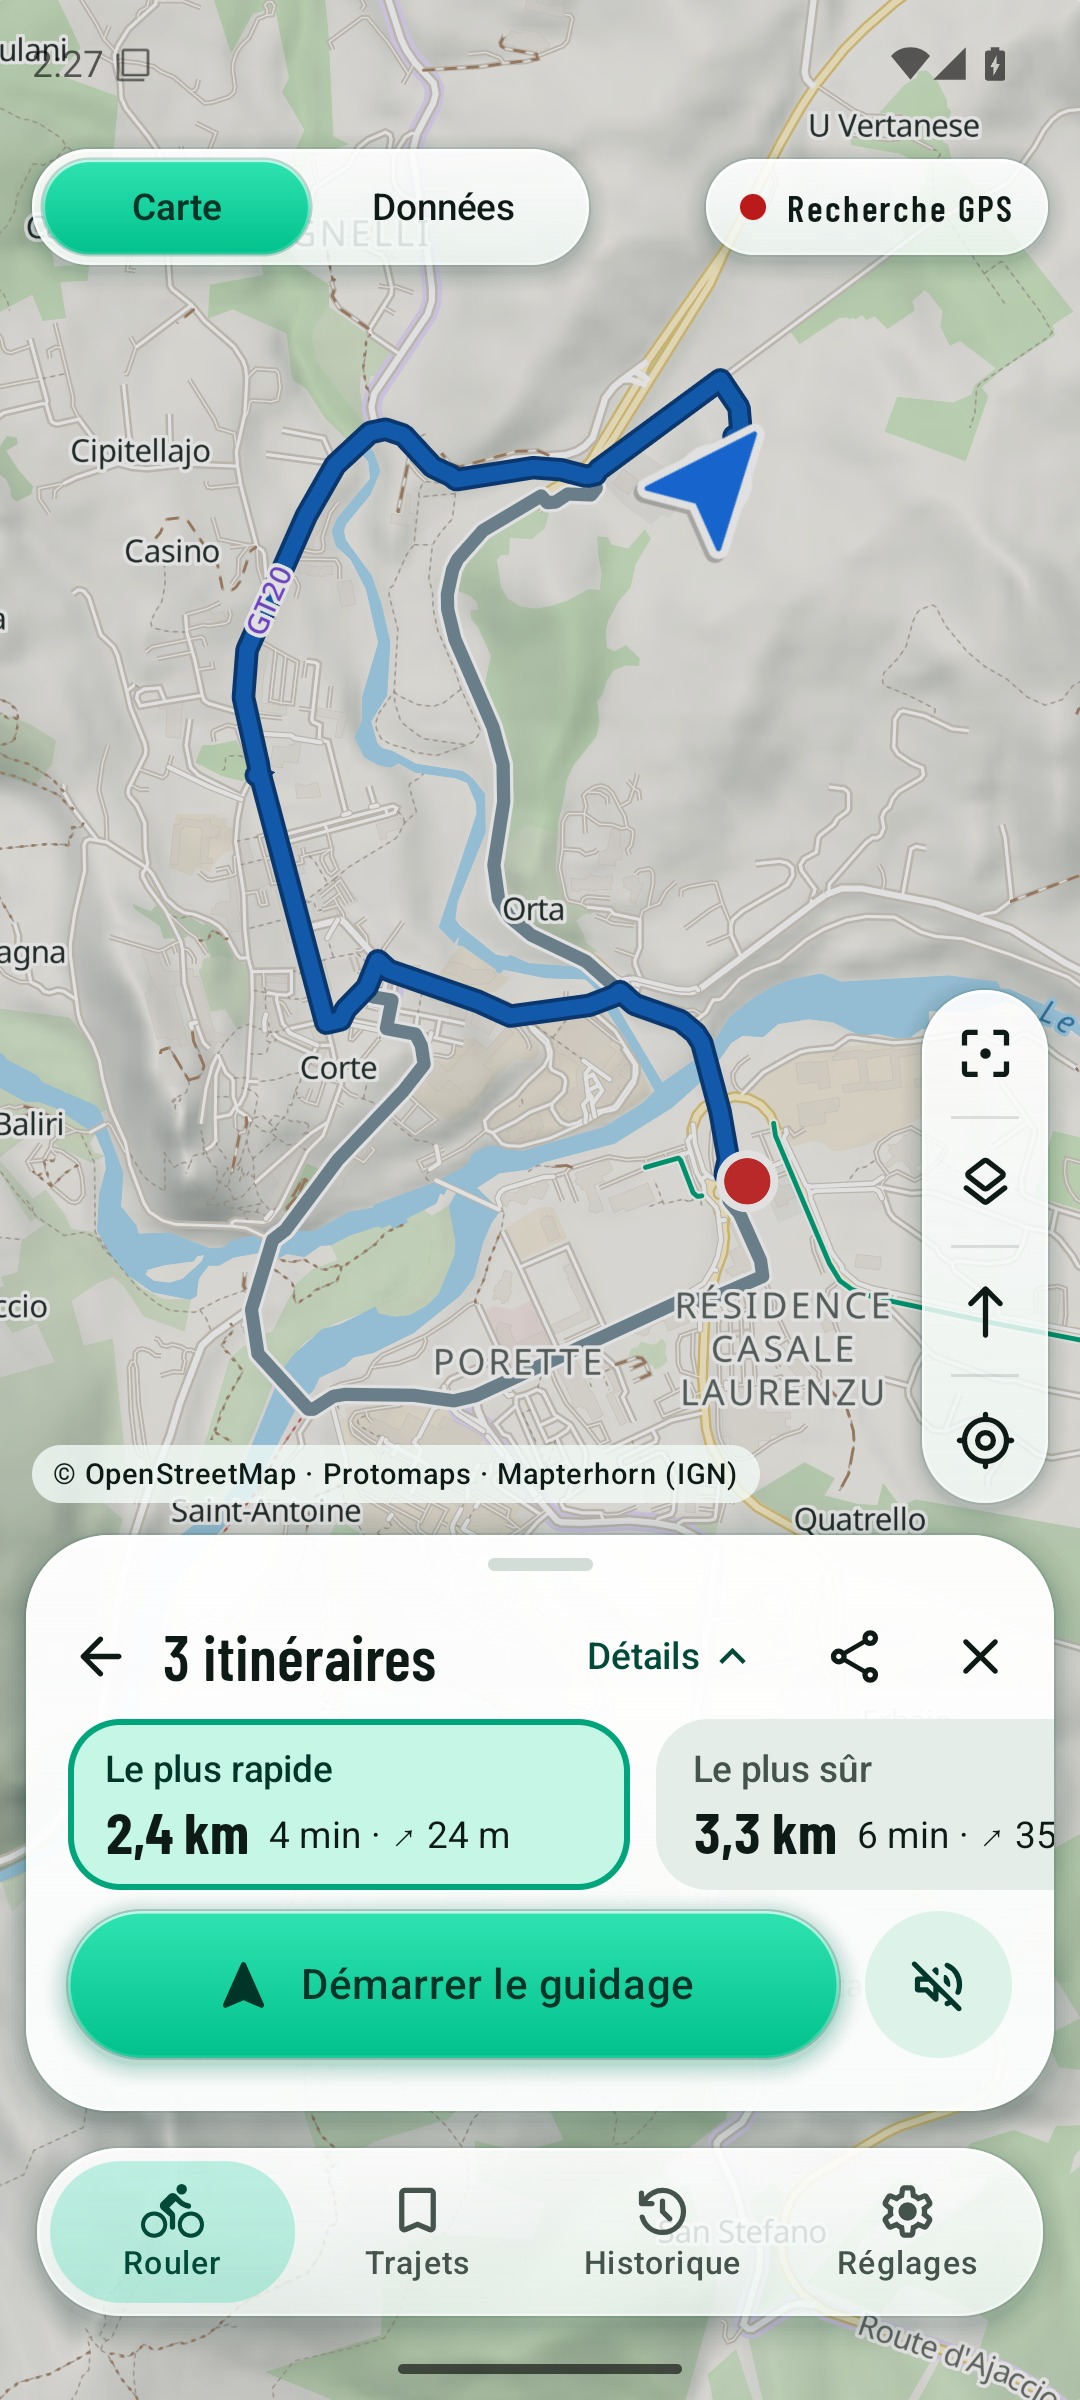 ulani
2:27
U Vertanese
Carte
Données
Recherche GPS
GNELLI
Cipitellajo
Casino
GT20
Orta
agna
Le
Corte
Baliri
ccio
RÉSIDENCE
CASALE
LAURENZU
PORETTE
© OpenStreetMap · Protomaps · Mapterhorn (IGN)
Saint-Antoine
Quatrello
3 itinéraires
Détails
Le plus rapide
2,4 km 4 min · ↗ 24 m
Le plus sûr
3,3 km 6 min · ↗ 35
Démarrer le guidage
San Stefano
Rouler
Trajets
Historique
Réglages
Route d'Ajaccio